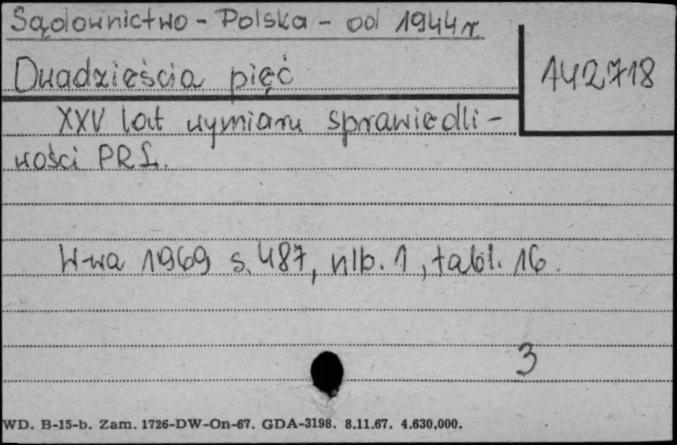 Sądownictwo - Polska - od 1944 r.
Dwadzieścia pięć
A42718
XXV lat wymiaru sprawiedli-
wości PRL.
W-wa 1969 s. 487, nlb. 1, tabl. 16.
3
WD. B-15-b. Zam. 1726-DW-On-67. GDA-3198. 8.11.67. 4.630,000.